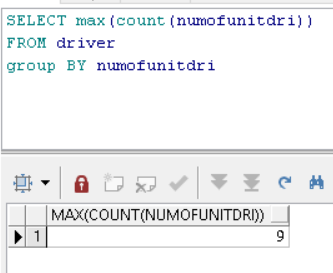 SELECT max(count(numofunitdri))
FROM driver
group BY numofunitdri
MAX(COUNT(NUMOFUNITDRI))
1 9